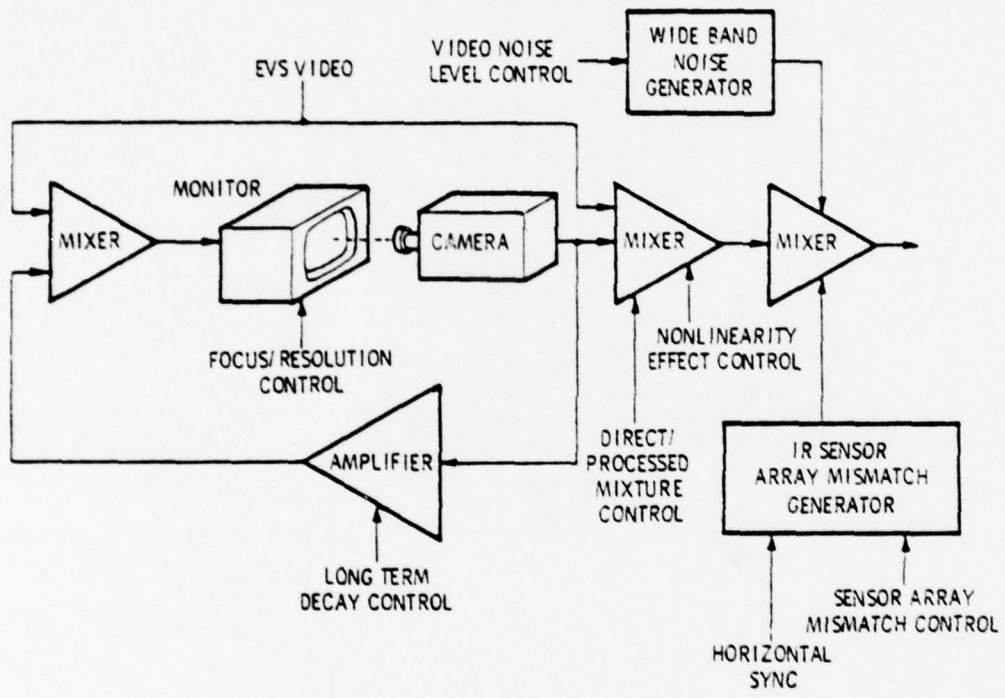 EVS VIDEO
VIDEO NOISE
LEVEL CONTROL
WIDE BAND
NOISE
GENERATOR
MONITOR
MIXER
CAMERA
MIXER
MIXER
FOCUS/RESOLUTION
CONTROL
NONLINEARITY
EFFECT CONTROL
AMPLIFIER
DIRECT/
PROCESSED
MIXTURE
CONTROL
IR SENSOR
ARRAY MISMATCH
GENERATOR
LONG TERM
DECAY CONTROL
SENSOR ARRAY
MISMATCH CONTROL
HORIZONTAL
SYNC